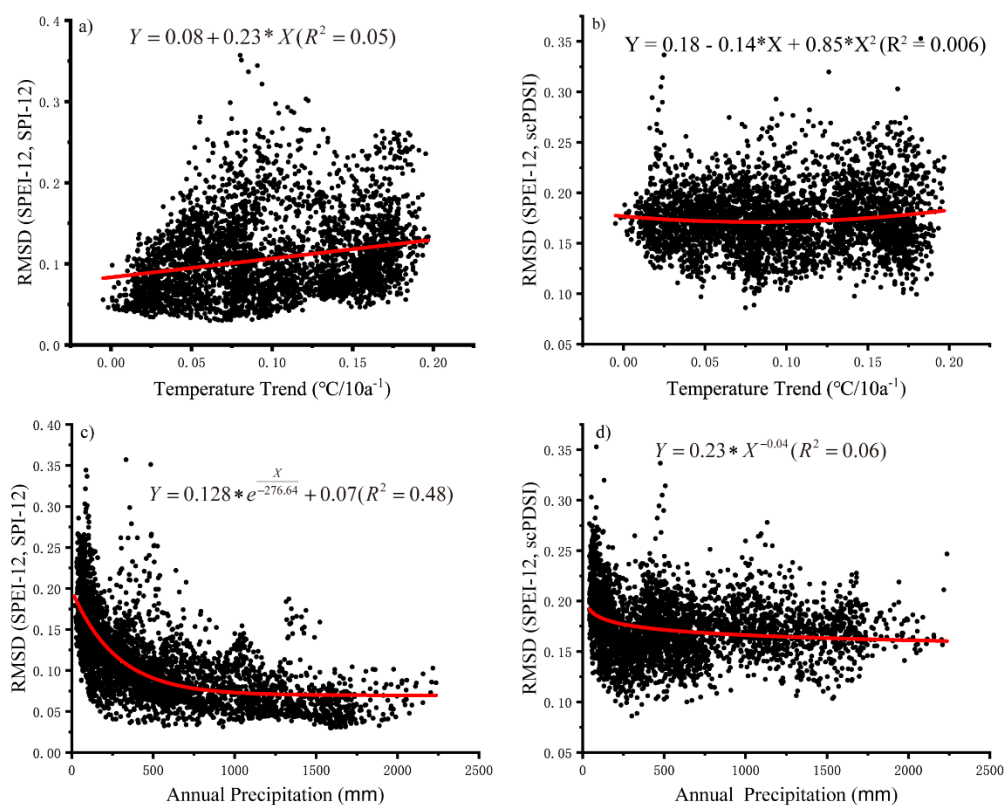 a)
Y = 0.08 + 0.23* X (R² = 0.05)
0.4
0.3
0.2
0.1
0.0
RMSD (SPEI-12, SPI-12)
0.00 0.05 0.10 0.15 0.20
Temperature Trend (℃/10a⁻¹)
b)
Y = 0.18 - 0.14*X + 0.85*X² (R² = 0.006)
0.35
0.30
0.25
0.20
0.15
0.10
0.05
RMSD (SPEI-12, scPDSI)
0.00 0.05 0.10 0.15 0.20
Temperature Trend (℃/10a⁻¹)
c)
Y = 0.128* e^(X/-276.64) + 0.07(R² = 0.48)
0.40
0.35
0.30
0.25
0.20
0.15
0.10
0.05
0.00
RMSD (SPEI-12, SPI-12)
0 500 1000 1500 2000 2500
Annual Precipitation (mm)
d)
Y = 0.23* X^-0.04 (R² = 0.06)
0.40
0.35
0.30
0.25
0.20
0.15
0.10
0.05
RMSD (SPEI-12, scPDSI)
0 500 1000 1500 2000 2500
Annual Precipitation (mm)